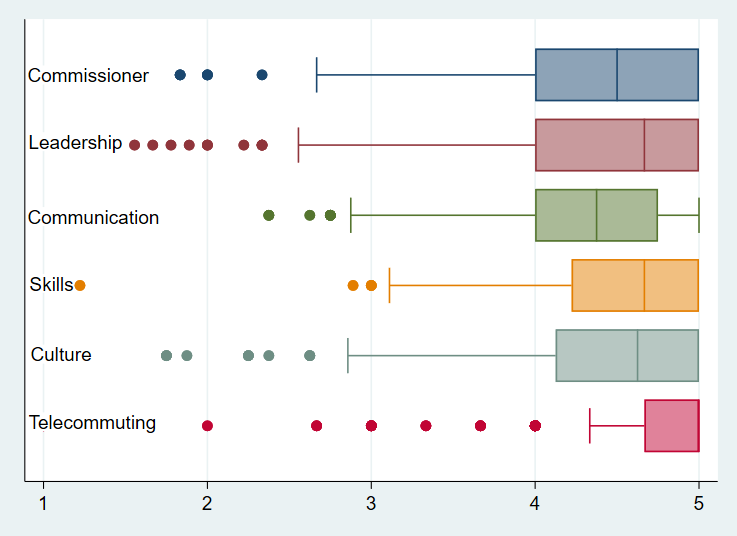 Commissioner
Leadership
Communication
Skills
Culture
Telecommuting
1 2 3 4 5